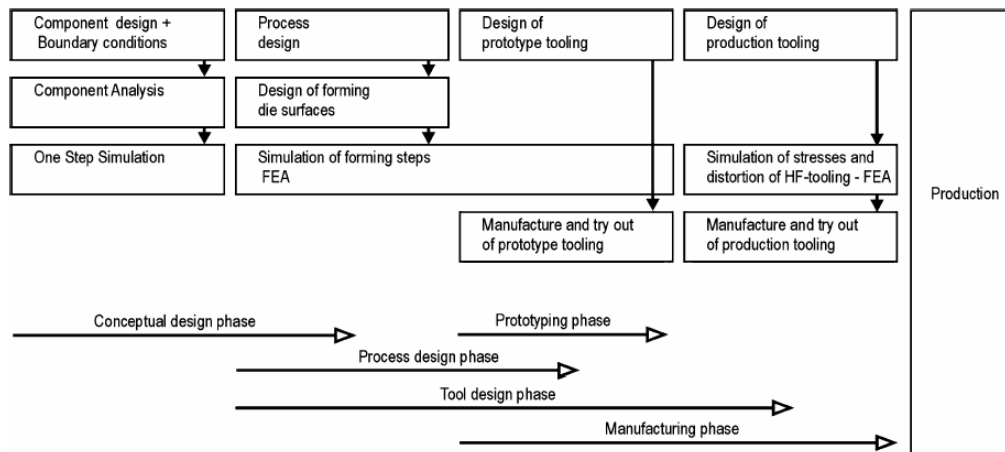 Component design +
Boundary conditions
Process
design
Design of
prototype tooling
Design of
production tooling
Component Analysis
Design of forming
die surfaces
One Step Simulation
Simulation of forming steps
FEA
Simulation of stresses and
distortion of HF-tooling - FEA
Production
Manufacture and try out
of prototype tooling
Manufacture and try out
of production tooling
Conceptual design phase
Prototyping phase
Process design phase
Tool design phase
Manufacturing phase